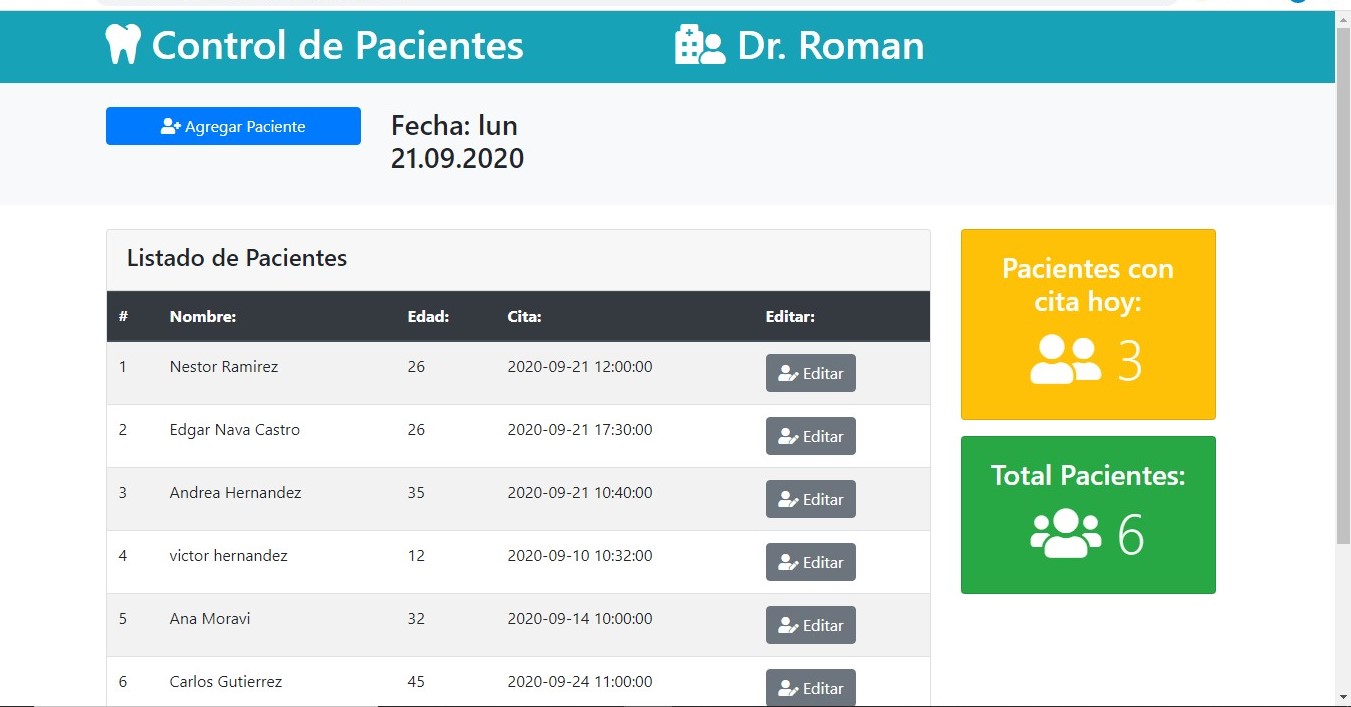 Control de Pacientes
Dr. Roman
Agregar Paciente
Fecha: lun
21.09.2020
Listado de Pacientes
# Nombre: Edad: Cita: Editar:
1 Nestor Ramirez 26 2020-09-21 12:00:00 Editar
2 Edgar Nava Castro 26 2020-09-21 17:30:00 Editar
3 Andrea Hernandez 35 2020-09-21 10:40:00 Editar
4 victor hernandez 12 2020-09-10 10:32:00 Editar
5 Ana Moravi 32 2020-09-14 10:00:00 Editar
6 Carlos Gutierrez 45 2020-09-24 11:00:00 Editar
Pacientes con
cita hoy:
3
Total Pacientes:
6